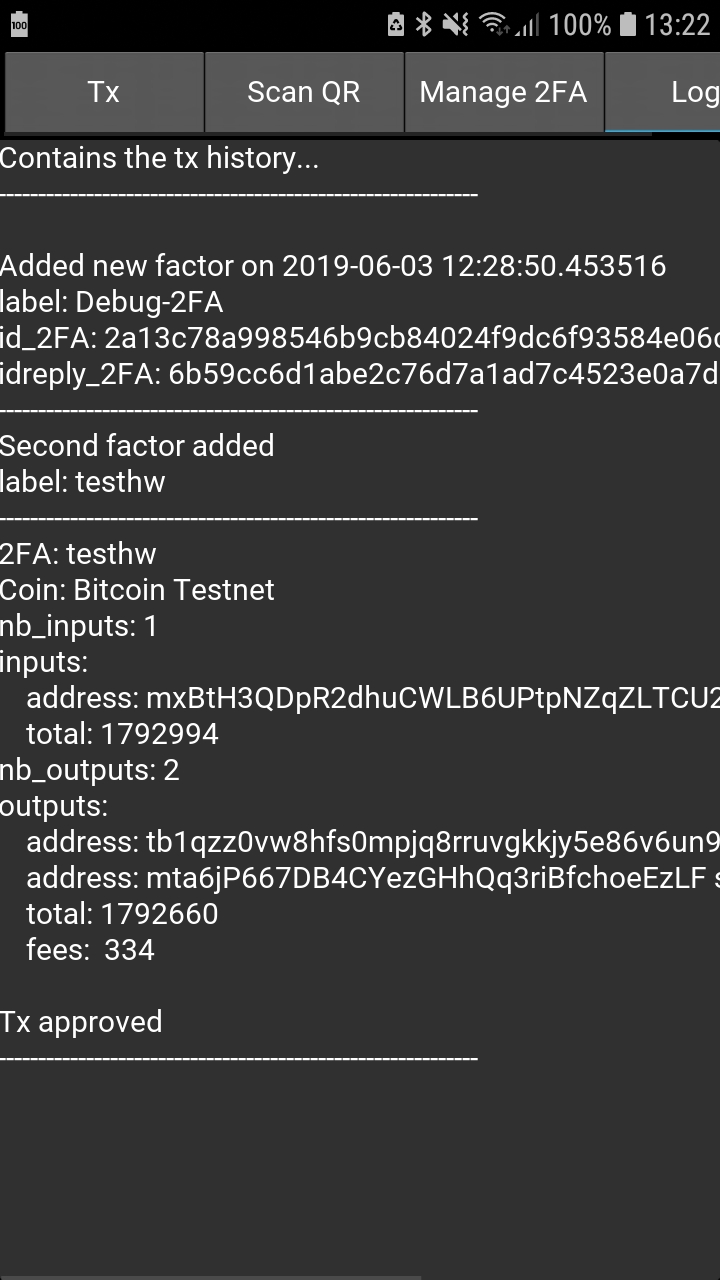 100 100% 13:22
Tx Scan QR Manage 2FA Log
Contains the tx history...
------------------------------------------------------------
Added new factor on 2019-06-03 12:28:50.453516
label: Debug-2FA
id_2FA: 2a13c78a998546b9cb84024f9dc6f93584e06c
idreply_2FA: 6b59cc6d1abe2c76d7a1ad7c4523e0a7d
------------------------------------------------------------
Second factor added
label: testhw
------------------------------------------------------------
2FA: testhw
Coin: Bitcoin Testnet
nb_inputs: 1
inputs:
address: mxBtH3QDpR2dhuCWLB6UPtpNZqZLTCU2
total: 1792994
nb_outputs: 2
outputs:
address: tb1qzz0vw8hfs0mpjq8rruvgkkjy5e86v6un9
address: mta6jP667DB4CYezGHhQq3riBfchoeEzLF s
total: 1792660
fees:  334
Tx approved
------------------------------------------------------------